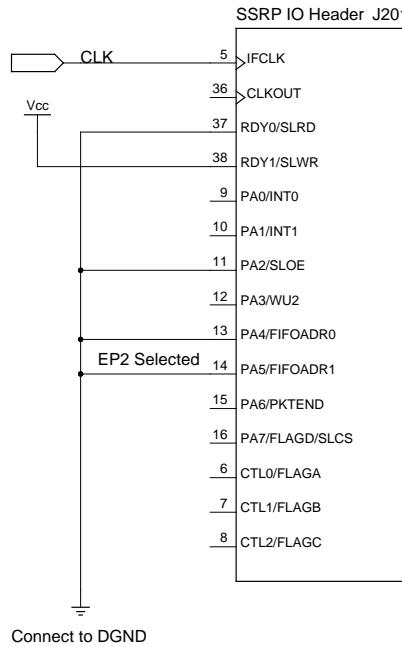 SSRP IO Header J201
CLK
5 IFCLK
36 CLKOUT
Vcc
37 RDY0/SLRD
38 RDY1/SLWR
9 PA0/INT0
10 PA1/INT1
11 PA2/SLOE
12 PA3/WU2
13 PA4/FIFOADR0
EP2 Selected
14 PA5/FIFOADR1
15 PA6/PKTEND
16 PA7/FLAGD/SLCS
6 CTL0/FLAGA
7 CTL1/FLAGB
8 CTL2/FLAGC
Connect to DGND